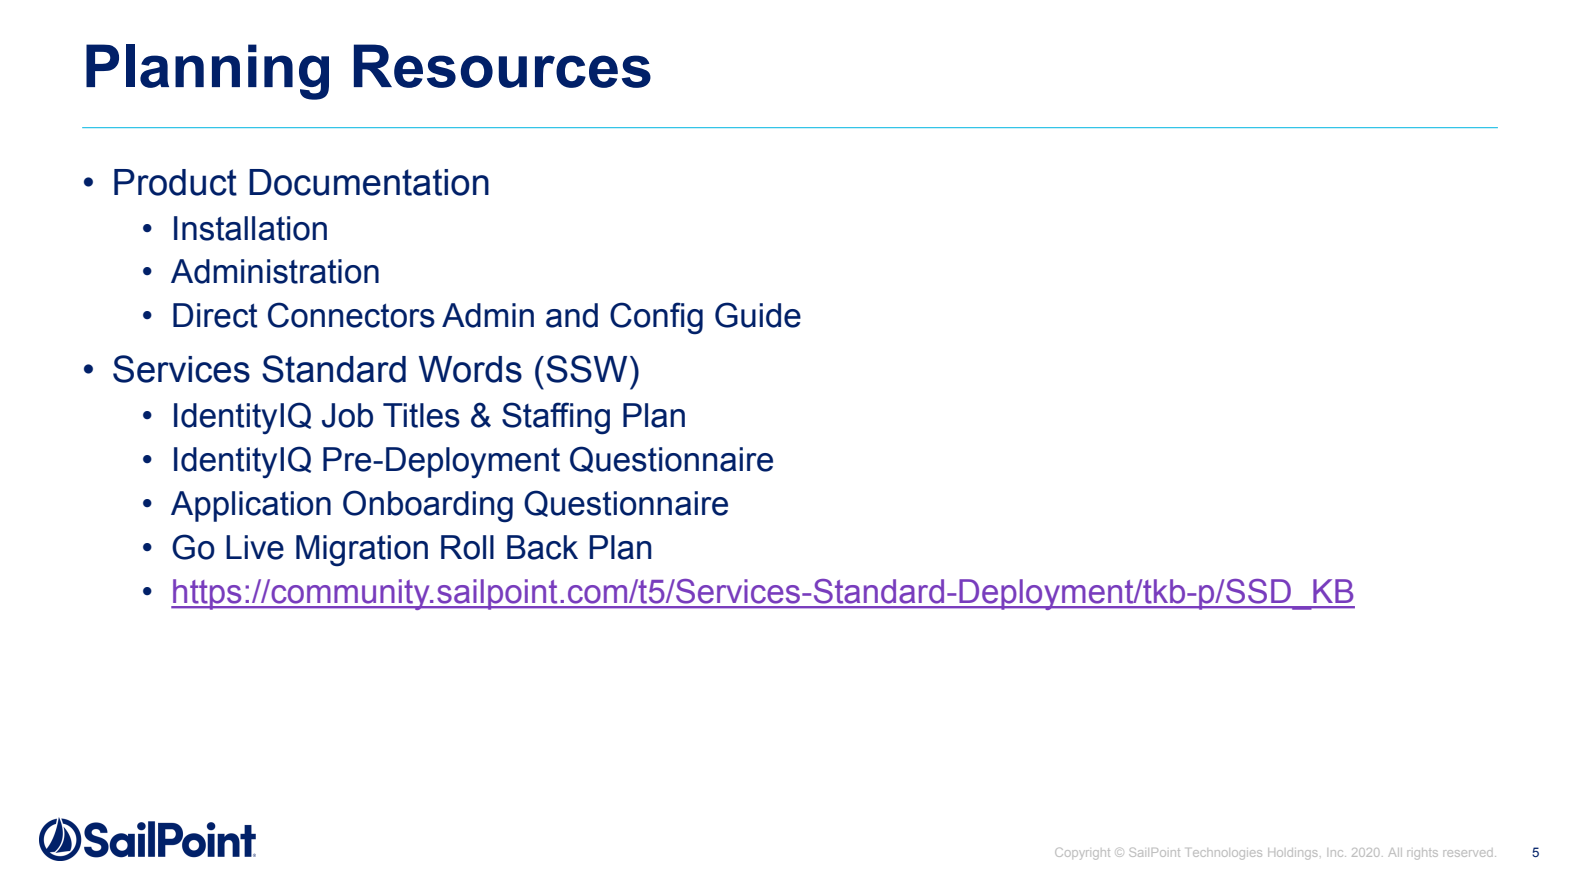 Planning Resources
• Product Documentation
• Installation
• Administration
• Direct Connectors Admin and Config Guide
• Services Standard Words (SSW)
• IdentityIQ Job Titles & Staffing Plan
• IdentityIQ Pre-Deployment Questionnaire
• Application Onboarding Questionnaire
• Go Live Migration Roll Back Plan
• https://community.sailpoint.com/t5/Services-Standard-Deployment/tkb-p/SSD_KB
SailPoint
Copyright © SailPoint Technologies Holdings, Inc. 2020. All rights reserved. 5